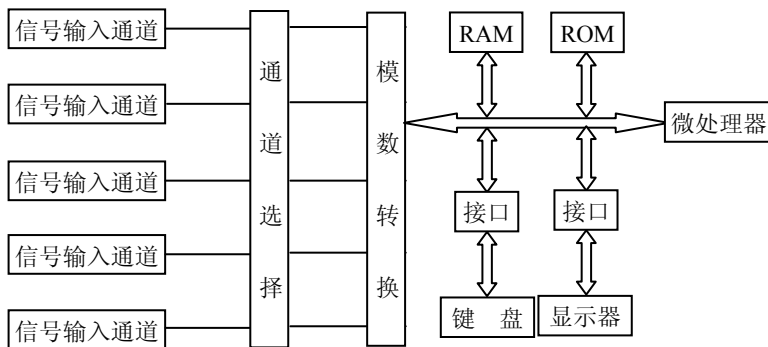 信号输入通道
信号输入通道
信号输入通道
信号输入通道
信号输入通道
通道选择
模数转换
RAM
ROM
微处理器
接口
接口
键 盘
显示器